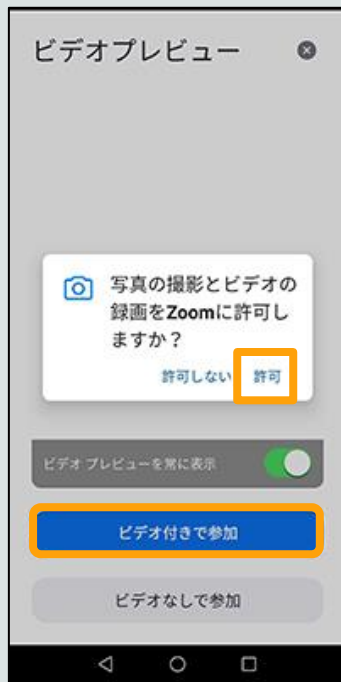 ビデオプレビュー
写真の撮影とビデオの
録画をZoomに許可し
ますか？
許可しない 許可
ビデオ プレビューを常に表示
ビデオ付きで参加
ビデオなしで参加